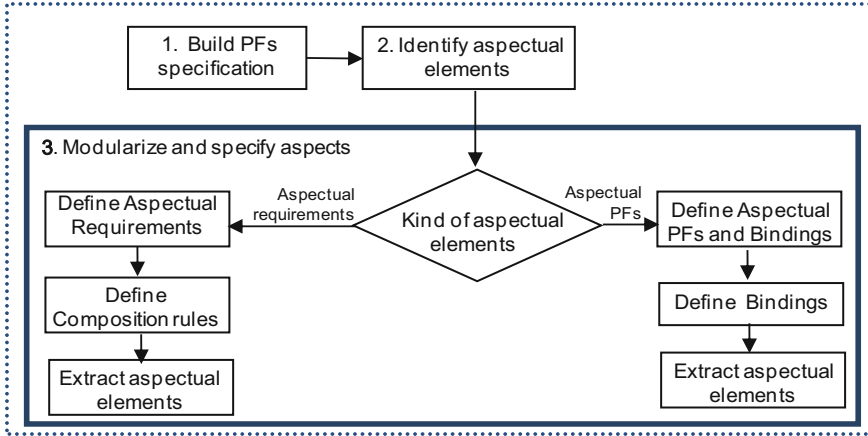 1. Build PFs
specification
2. Identify aspectual
elements
3. Modularize and specify aspects
Aspectual
requirements
Kind of aspectual
elements
Aspectual
PFs
Define Aspectual
Requirements
Define
Composition rules
Extract aspectual
elements
Define Aspectual
PFs and Bindings
Define Bindings
Extract aspectual
elements